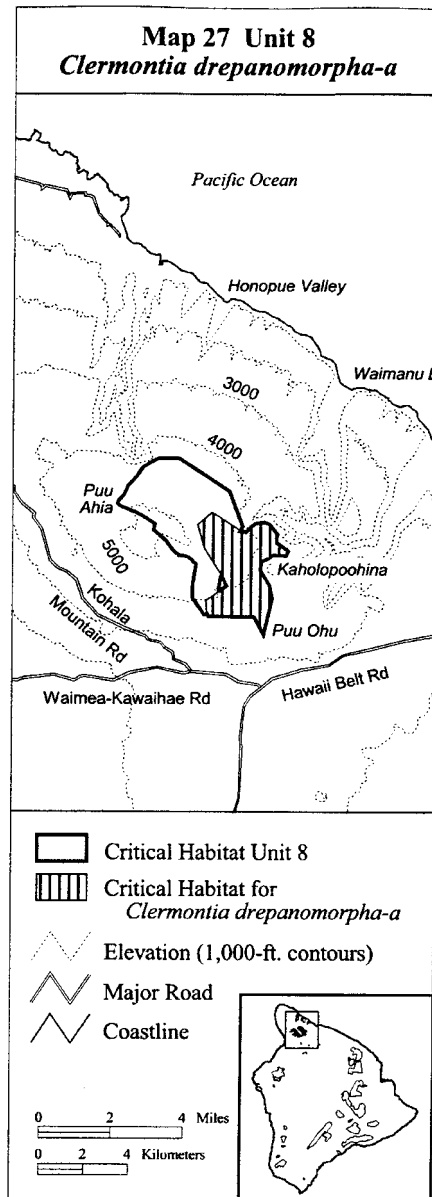 Map 27 Unit 8
Clermontia drepanomorpha-a
Pacific Ocean
Honopue Valley
Waimanu B
3000
4000
Puu
Ahia
5000
Kaholopoohina
Kohala
Mountain Rd
Puu Ohu
Waimea-Kawaihae Rd
Hawaii Belt Rd
Critical Habitat Unit 8
Critical Habitat for
Clermontia drepanomorpha-a
Elevation (1,000-ft. contours)
Major Road
Coastline
0 2 4 Miles
0 2 4 Kilometers